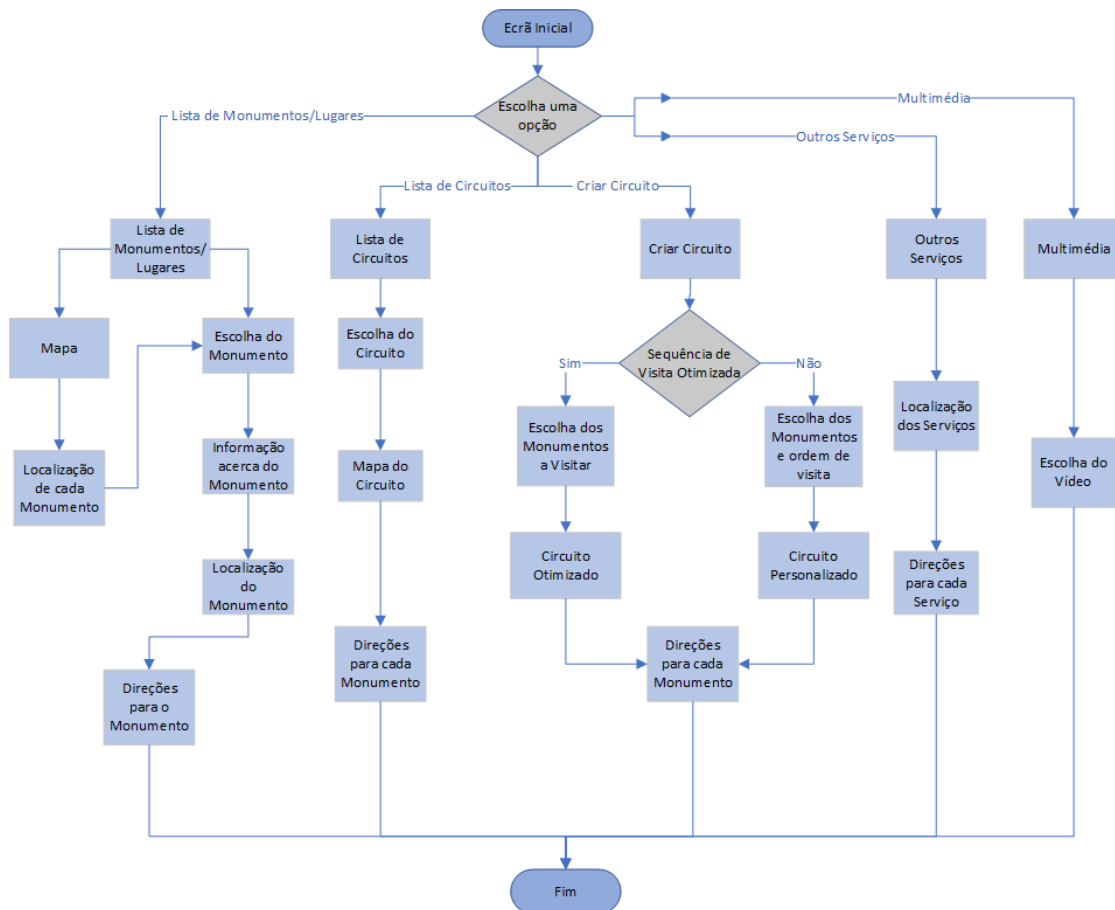 Ecrã Inicial
Escolha uma
opção
Lista de Monumentos/Lugares
Multimédia
Outros Serviços
Lista de Circuitos
Criar Circuito
Lista de
Monumentos/
Lugares
Lista de
Circuitos
Criar Circuito
Outros
Serviços
Multimédia
Mapa
Escolha do
Monumento
Escolha do
Circuito
Sequência de
Visita Otimizada
Sim
Não
Localização
de cada
Monumento
Informação
acerca do
Monumento
Mapa do
Circuito
Escolha dos
Monumentos
a Visitar
Escolha dos
Monumentos
e ordem de
visita
Localização
dos Serviços
Escolha do
Vídeo
Localização
do
Monumento
Circuito
Otimizado
Circuito
Personalizado
Direções
para cada
Serviço
Direções
para o
Monumento
Direções
para cada
Monumento
Direções
para cada
Monumento
Fim